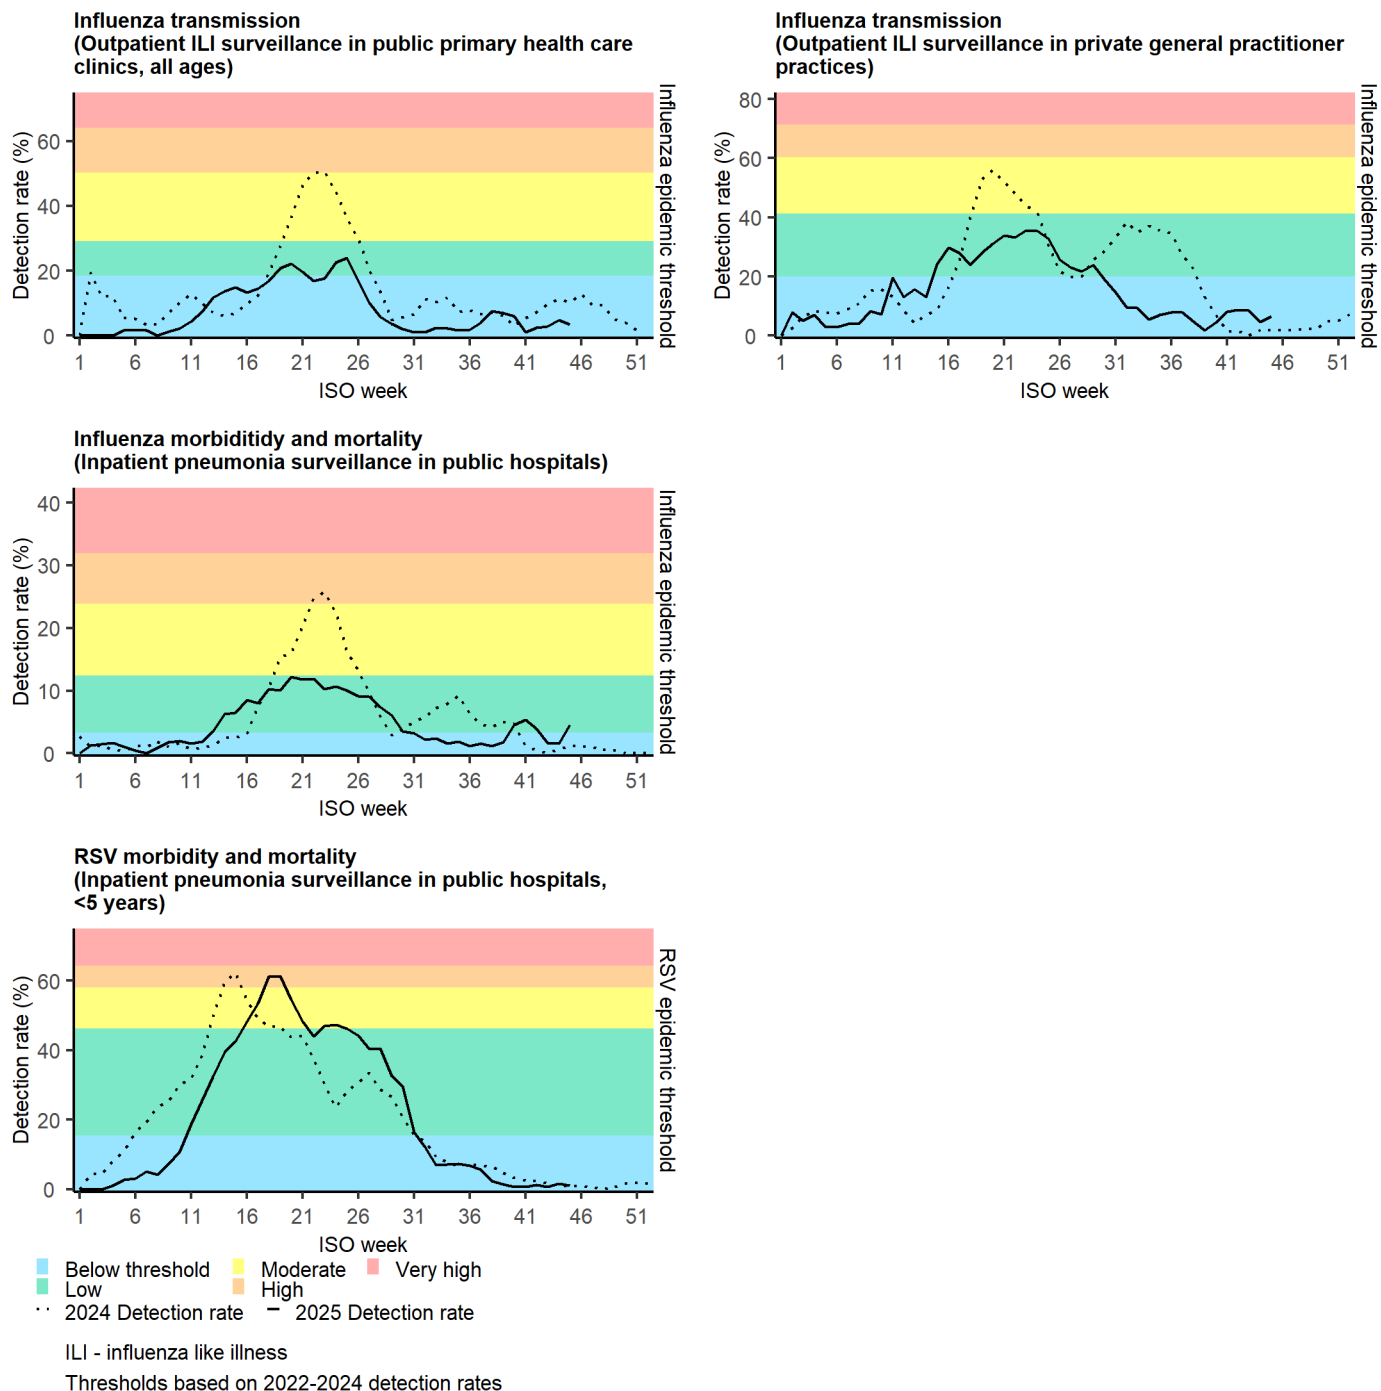 Influenza transmission
(Outpatient ILI surveillance in public primary health care
clinics, all ages)
Detection rate (%)
60
40
20
0
1 6 11 16 21 26 31 36 41 46 51
ISO week
Influenza epidemic threshold
Influenza transmission
(Outpatient ILI surveillance in private general practitioner
practices)
Detection rate (%)
80
60
40
20
0
1 6 11 16 21 26 31 36 41 46 51
ISO week
Influenza epidemic threshold
Influenza morbiditidy and mortality
(Inpatient pneumonia surveillance in public hospitals)
Detection rate (%)
40
30
20
10
0
1 6 11 16 21 26 31 36 41 46 51
ISO week
Influenza epidemic threshold
RSV morbidity and mortality
(Inpatient pneumonia surveillance in public hospitals,
<5 years)
Detection rate (%)
60
40
20
0
1 6 11 16 21 26 31 36 41 46 51
ISO week
RSV epidemic threshold
Below threshold Moderate Very high
Low High
2024 Detection rate 2025 Detection rate
ILI - influenza like illness
Thresholds based on 2022-2024 detection rates